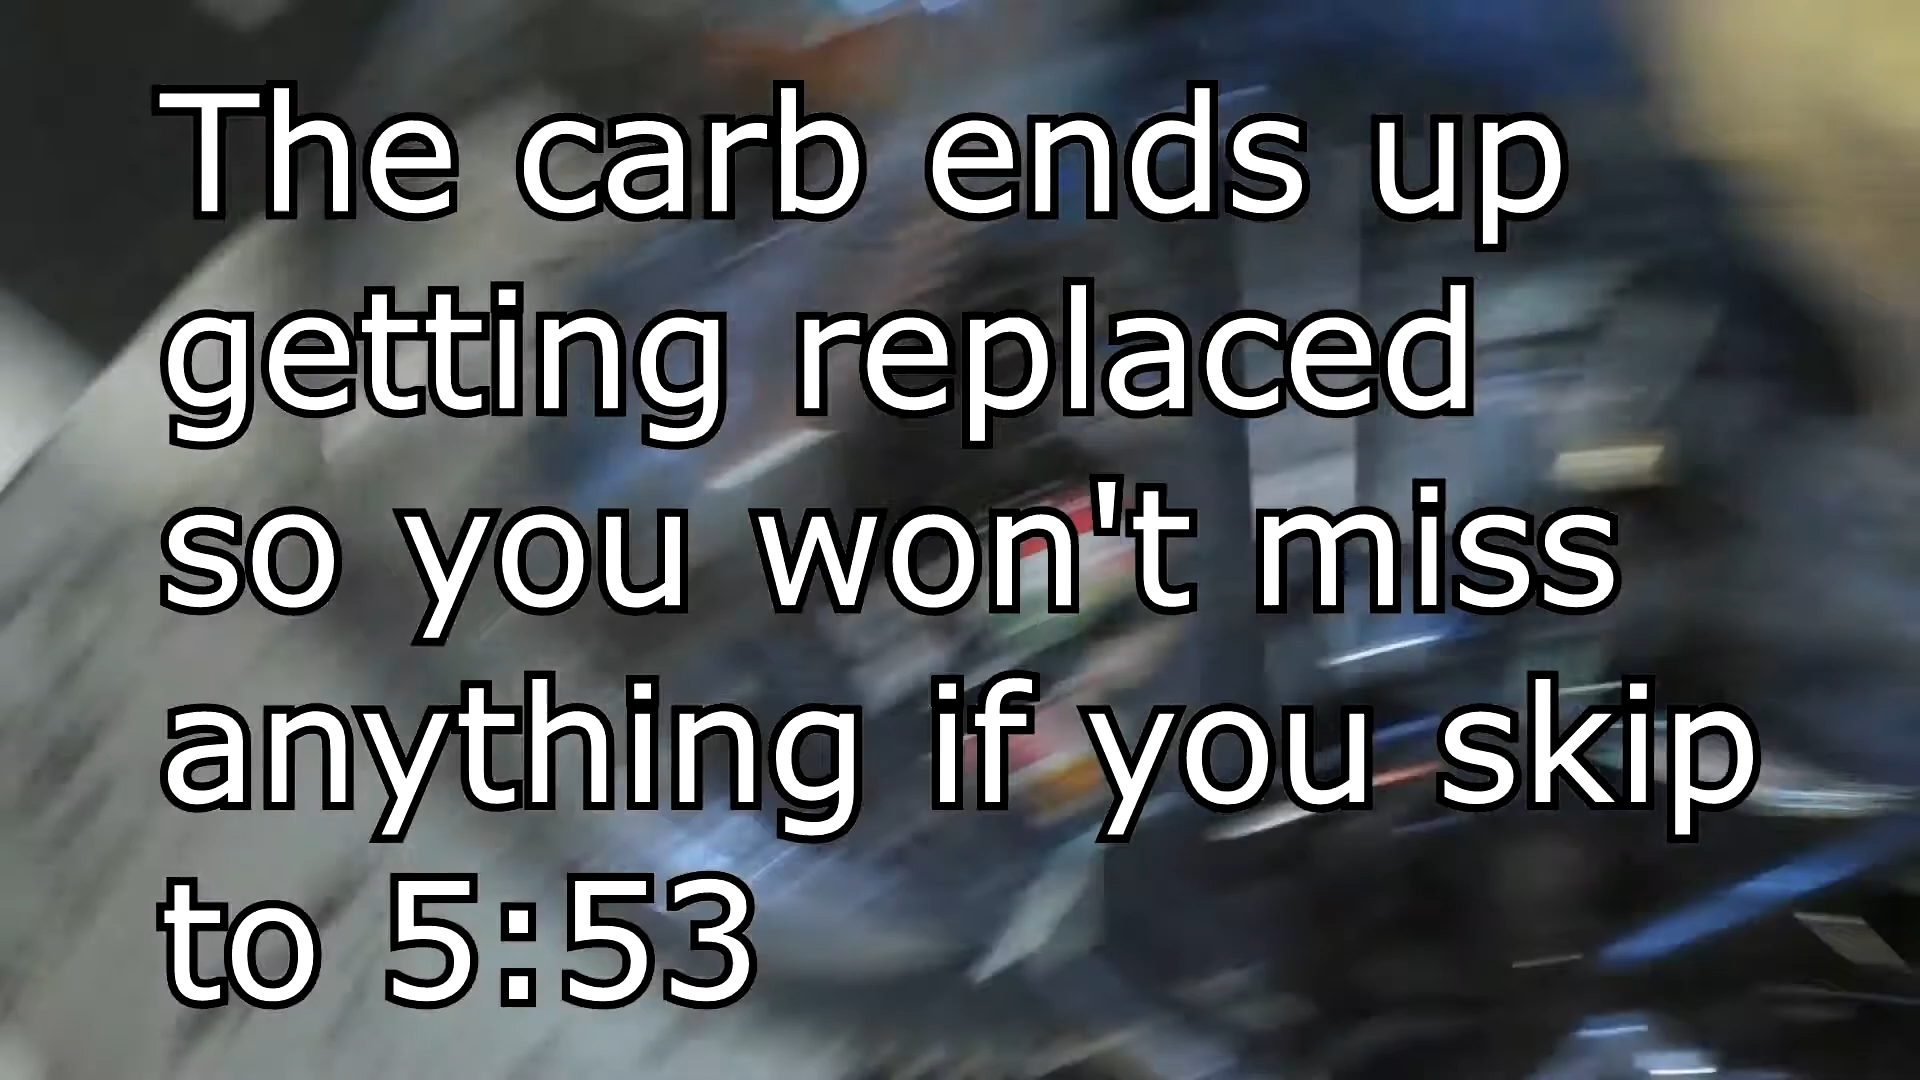 The carb ends up
getting replaced
so you won't miss
anything if you skip
to 5:53